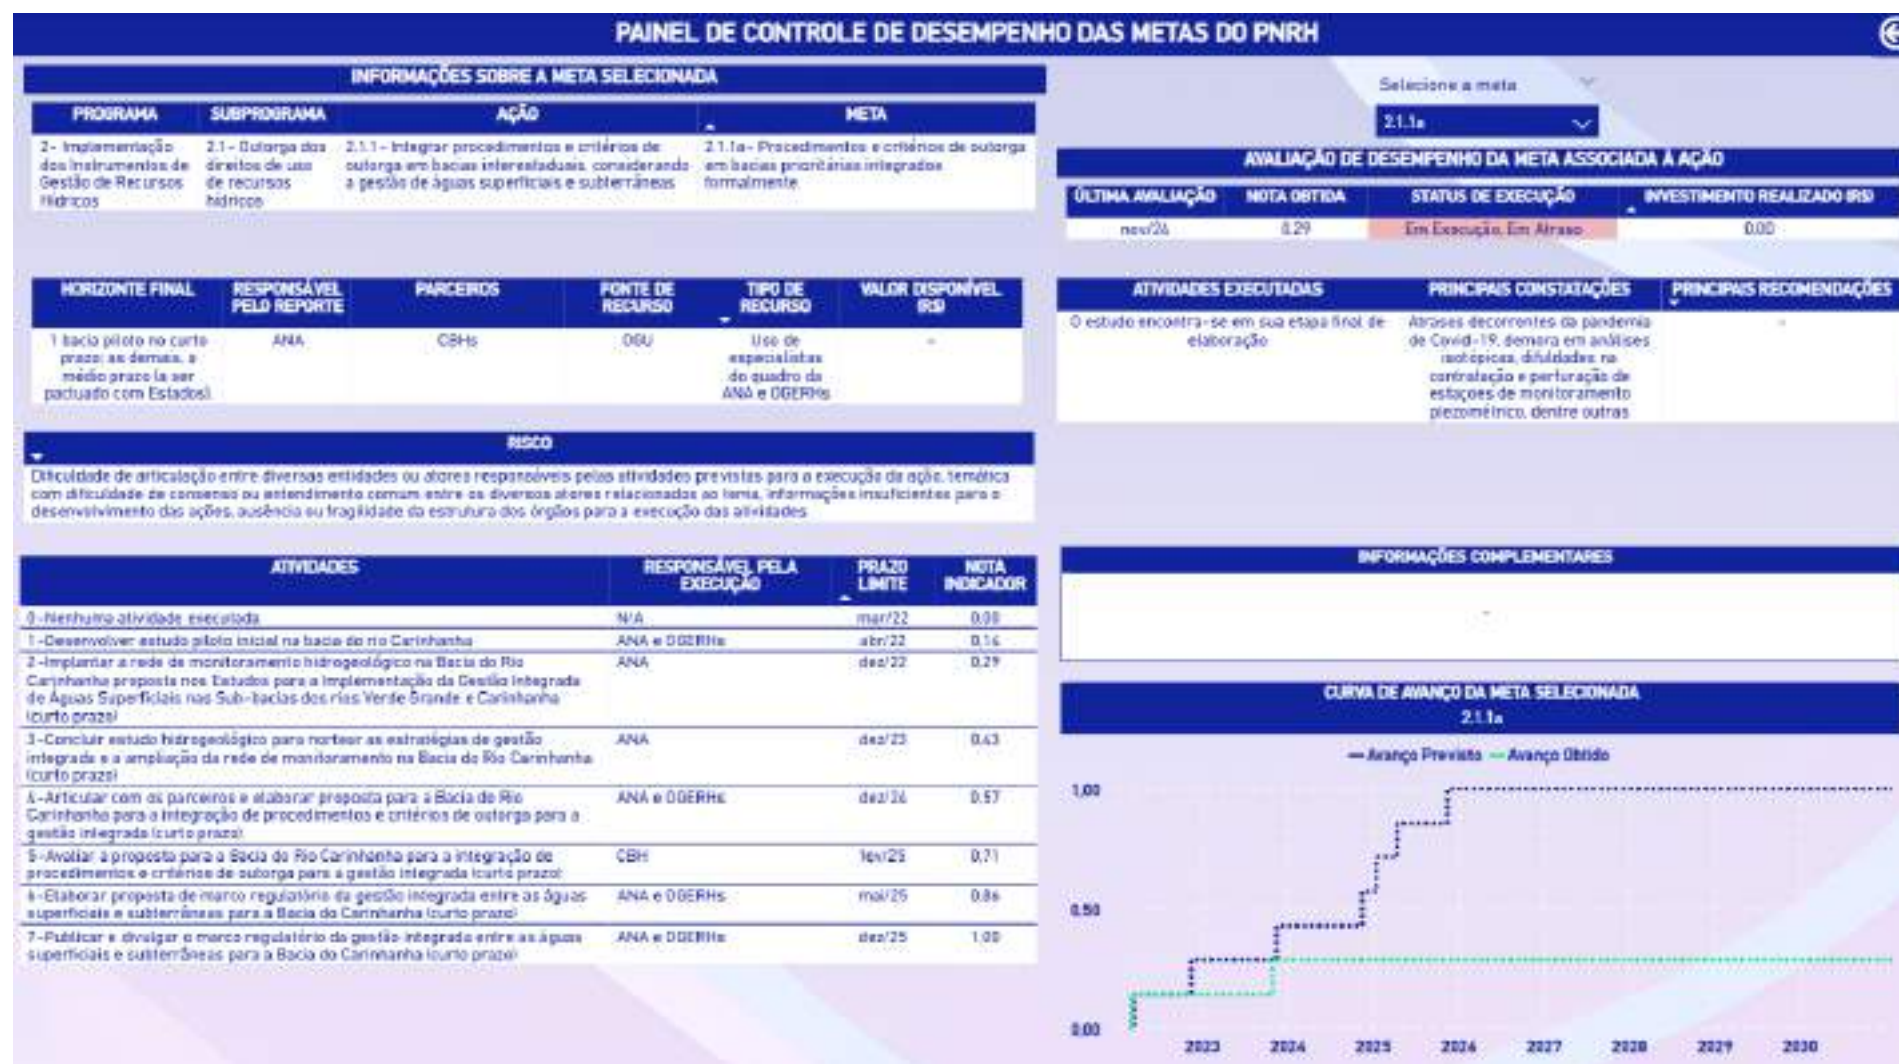 PAINEL DE CONTROLE DE DESEMPENHO DAS METAS DO PNRH
INFORMAÇÕES SOBRE A META SELECIONADA
PROGRAMA SUBPROGRAMA AÇÃO META
2- Implementação dos Instrumentos de Gestão de Recursos Hídricos
2.1- Outorga dos direitos de uso de recursos hídricos
2.1.1- Integrar procedimentos e critérios de outorga em bacias interestaduais, considerando a gestão de águas superficiais e subterrâneas
2.1.1a- Procedimentos e critérios de outorga em bacias prioritárias integrados formalmente
HORIZONTE FINAL RESPONSÁVEL PELO REPORTE PARCEIROS FONTE DE RECURSO TIPO DE RECURSO VALOR DISPONÍVEL (R$)
1 bacia piloto no curto prazo; as demais, a médio prazo (a ser pactuado com Estados).
ANA
CBHs
OGU
Uso de especialistas do quadro da ANA e OGERHs
-
RISCO
Dificuldade de articulação entre diversas entidades ou atores responsáveis pelas atividades previstas para a execução da ação, temática
com dificuldade de consenso ou entendimento comum entre os diversos atores relacionados ao tema, informações insuficientes para o
desenvolvimento das ações, ausência ou fragilidade da estrutura dos órgãos para a execução das atividades
ATIVIDADES RESPONSÁVEL PELA EXECUÇÃO PRAZO LIMITE NOTA INDICADOR
0-Nenhuma atividade executada N/A mar/22 0,00
1-Desenvolver estudo piloto inicial na bacia do rio Carinhanha ANA e OGERHs abr/22 0,14
2-Implantar a rede de monitoramento hidrogeológico na Bacia do Rio ANA dez/22 0,29
Carinhanha proposta nos Estudos para a Implementação da Gestão Integrada
de Águas Superficiais nas Sub-bacias dos rios Verde Grande e Carinhanha
(curto prazo)
3-Concluir estudo hidrogeológico para nortear as estratégias de gestão ANA dez/23 0,43
integrada e a ampliação da rede de monitoramento na Bacia do Rio Carinhanha
(curto prazo)
4-Articular com os parceiros e elaborar proposta para a Bacia do Rio ANA e OGERHs dez/24 0,57
Carinhanha para a integração de procedimentos e critérios de outorga para a
gestão integrada (curto prazo)
5-Avaliar a proposta para a Bacia do Rio Carinhanha para a integração de CBH fev/25 0,71
procedimentos e critérios de outorga para a gestão integrada (curto prazo)
6-Elaborar proposta de marco regulatório da gestão integrada entre as águas ANA e OGERHs mai/25 0,86
superficiais e subterrâneas para a Bacia do Carinhanha (curto prazo)
7-Publicar e divulgar o marco regulatório da gestão integrada entre as águas ANA e OGERHs dez/25 1,00
superficiais e subterrâneas para a Bacia do Carinhanha (curto prazo)
Selecione a meta
2.1.1a
AVALIAÇÃO DE DESEMPENHO DA META ASSOCIADA À AÇÃO
ÚLTIMA AVALIAÇÃO NOTA OBTIDA STATUS DE EXECUÇÃO INVESTIMENTO REALIZADO (R$)
nov/24 0,29 Em Execução, Em Atraso 0,00
ATIVIDADES EXECUTADAS PRINCIPAIS CONSTATAÇÕES PRINCIPAIS RECOMENDAÇÕES
O estudo encontra-se em sua etapa final de elaboração
Atrasos decorrentes da pandemia
de Covid-19, demora em análises
isotópicas, difuldades na
contratação e perfuração de
estações de monitoramento
piezométrico, dentre outras
-
INFORMAÇÕES COMPLEMENTARES
-
CURVA DE AVANÇO DA META SELECIONADA
2.1.1a
Avanço Previsto Avanço Obtido
1,00
0,50
0,00
2023 2024 2025 2026 2027 2028 2029 2030